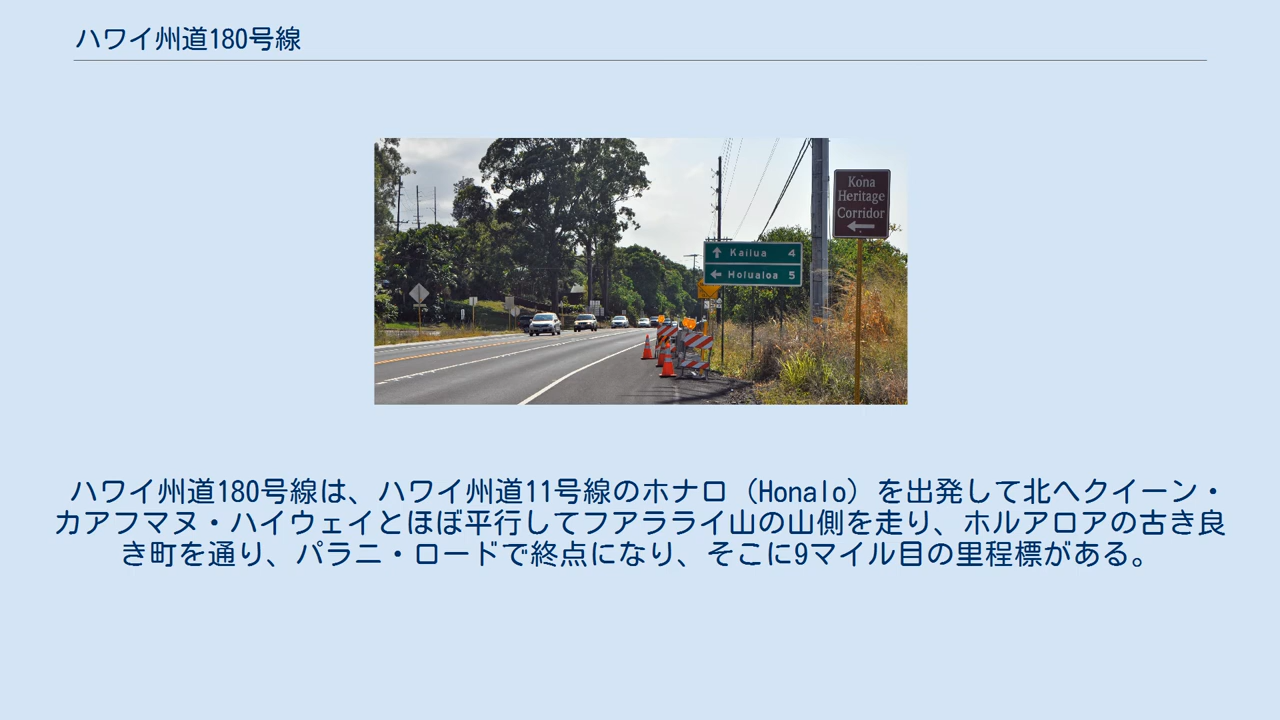 ハワイ州道180号線
Kona
Heritage
Corridor
Kailua 4
Holualoa 5
ハワイ州道180号線は、ハワイ州道11号線のホナロ（Honalo）を出発して北へクイーン・
カアフマヌ・ハイウェイとほぼ平行してフアラライ山の山側を走り、ホルアロアの古き良
き町を通り、パラニ・ロードで終点になり、そこに9マイル目の里程標がある。